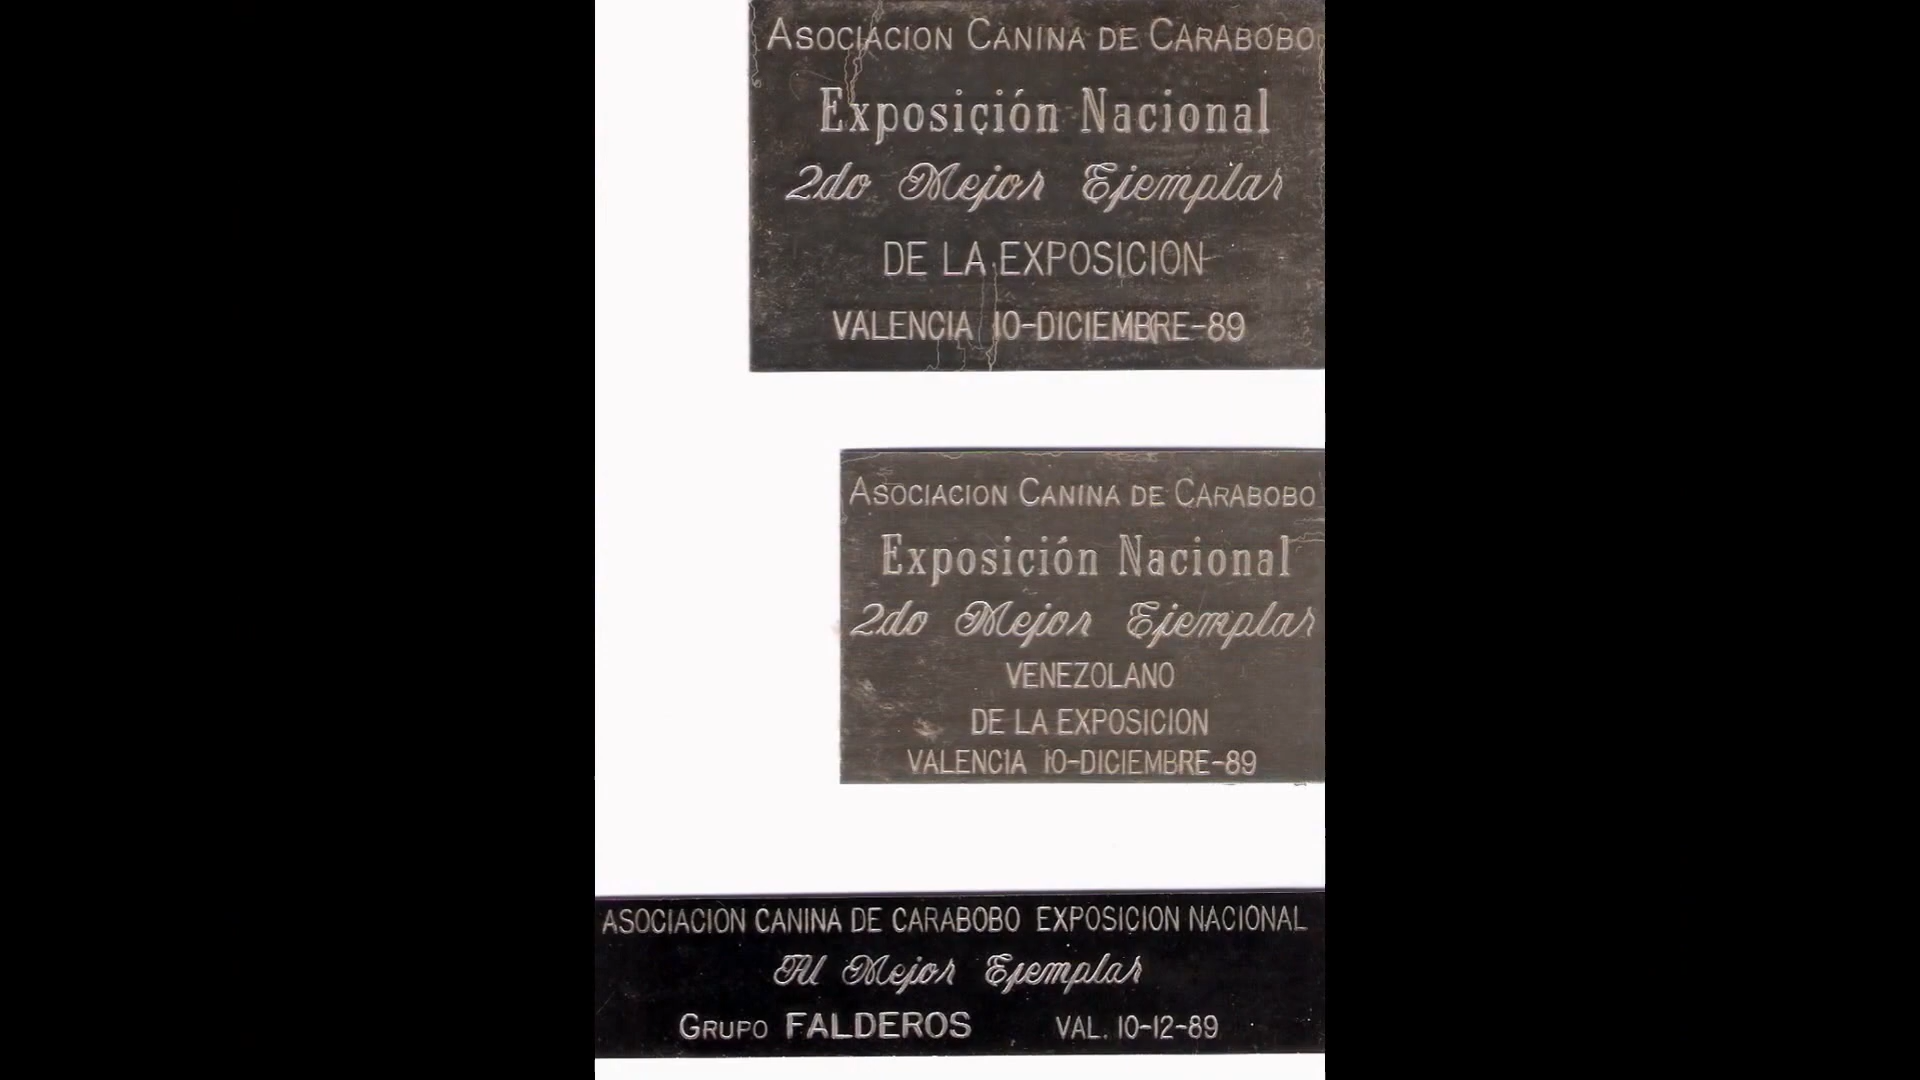 ASOCIACION CANINA DE CARABOBO
Exposición Nacional
2do Mejor Ejemplar
DE LA EXPOSICION
VALENCIA 10-DICIEMBRE-89
ASOCIACION CANINA DE CARABOBO
Exposición Nacional
2do Mejor Ejemplar
VENEZOLANO
DE LA EXPOSICION
VALENCIA 10-DICIEMBRE-89
ASOCIACION CANINA DE CARABOBO EXPOSICION NACIONAL
Al Mejor Ejemplar
GRUPO FALDEROS VAL. 10-12-89